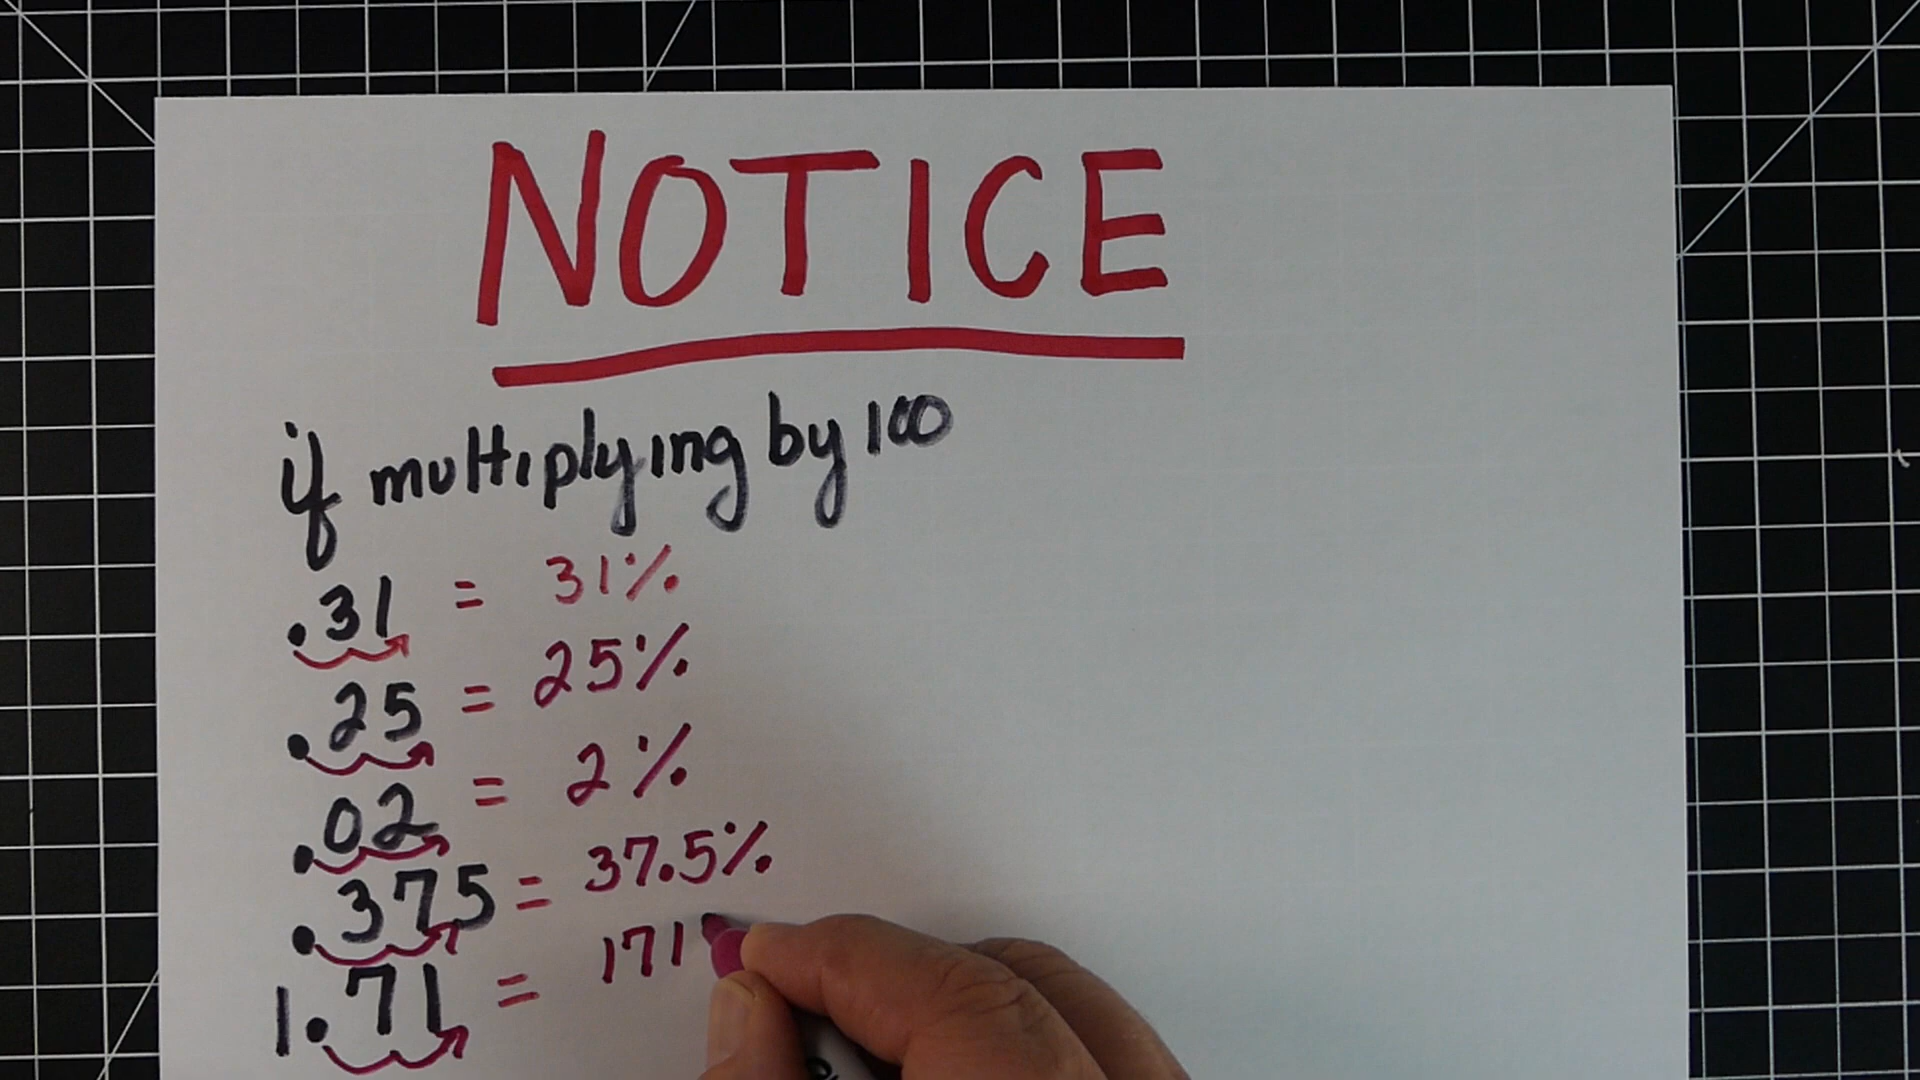 NOTICE
if multiplying by 100
.31 = 31%
.25 = 25%
.02 = 2%
.375 = 37.5%
1.71 = 171